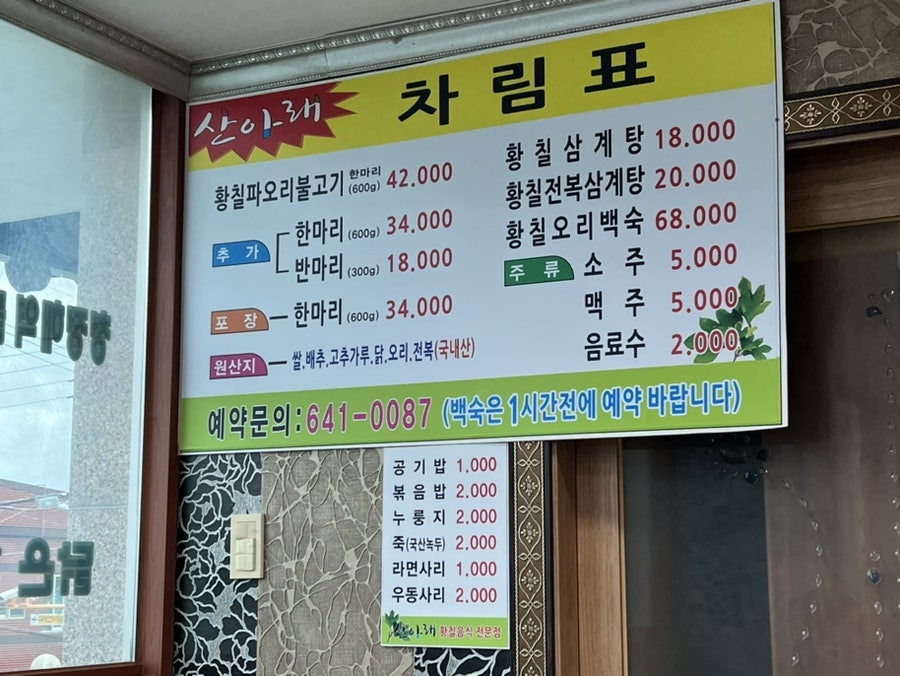 산아래
차림표
황칠파오리불고기 한마리 (600g) 42.000
추가
한마리 (600g) 34.000
반마리 (300g) 18.000
포장 한마리 (600g) 34.000
원산지 쌀.배추.고추가루.닭.오리.전복(국내산)
황칠삼계탕 18.000
황칠전복삼계탕 20.000
황칠오리백숙 68.000
주류 소주 5.000
맥주 5.000
음료수 2.000
예약문의:641-0087 (백숙은 1시간전에 예약 바랍니다)
공기밥 1.000
볶음밥 2.000
누룽지 2.000
죽(국산녹두) 2.000
라면사리 1.000
우동사리 2.000
산아래 황칠음식 전문점